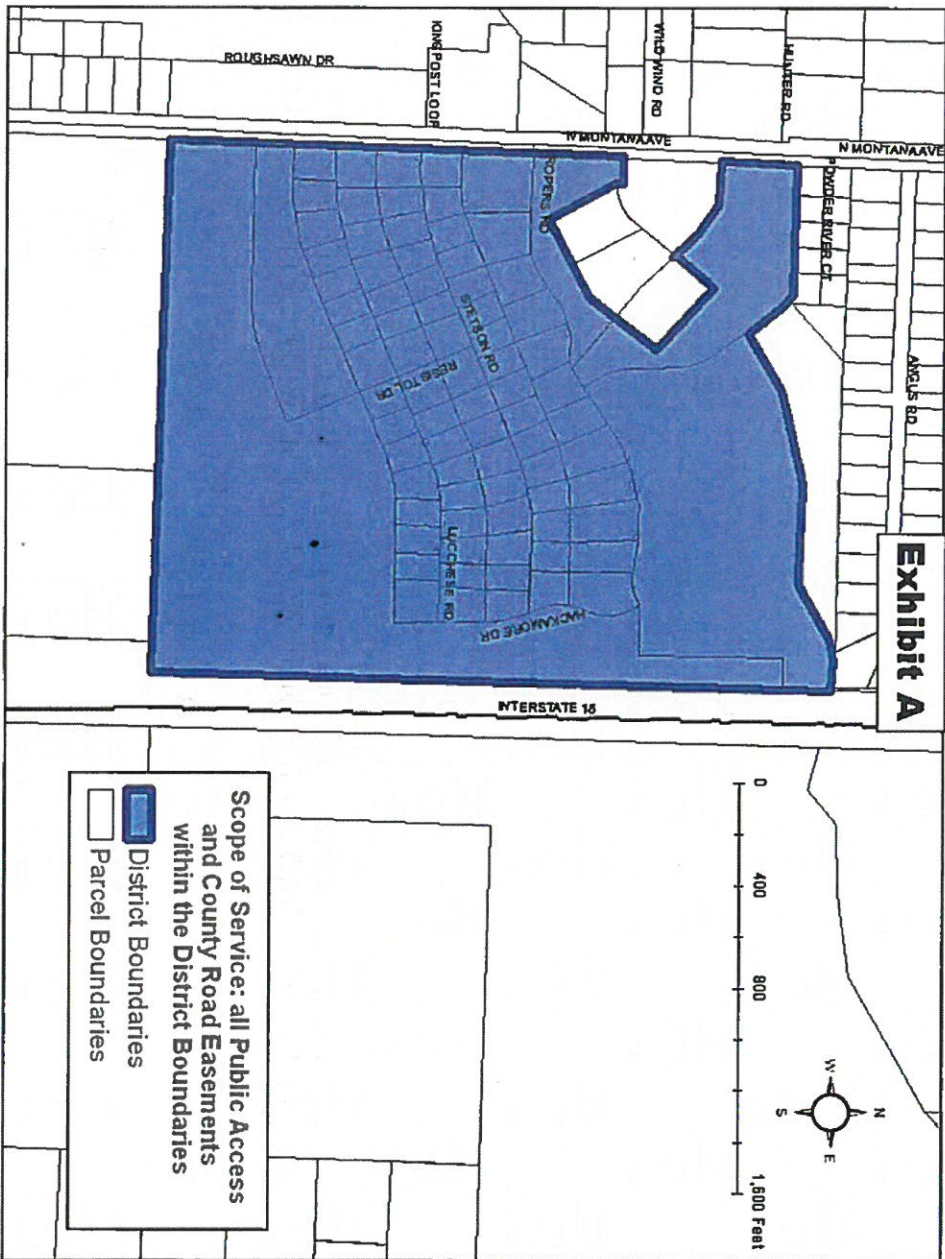 Exhibit A
ROUGHSAWN DR
KINGPOST LOOP
WILD WIND RD
HUNTER RD
N MONTANA AVE
N MONTANA AVE
POWDER RIVER CT
ANGUS RD
ROPERS RD
STETSON RD
RESISTOL DR
LUCCHESE RD
HACKAMORE DR
INTERSTATE 15
0 400 800 1,600 Feet
N
W
E
S
Scope of Service: all Public Access
and County Road Easements
within the District Boundaries
District Boundaries
Parcel Boundaries